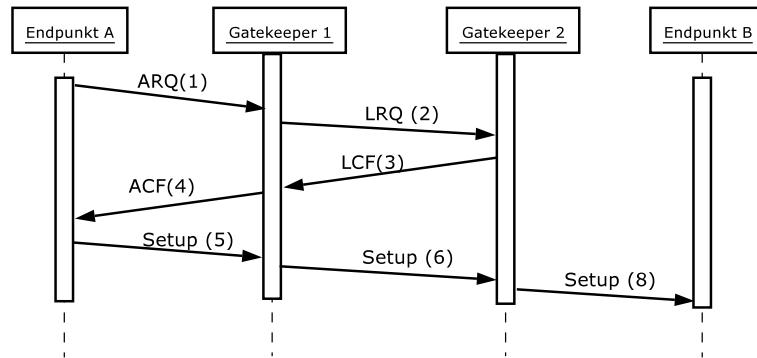 Endpunkt A
Gatekeeper 1
Gatekeeper 2
Endpunkt B
ARQ(1)
LRQ (2)
LCF(3)
ACF(4)
Setup (5)
Setup (6)
Setup (8)